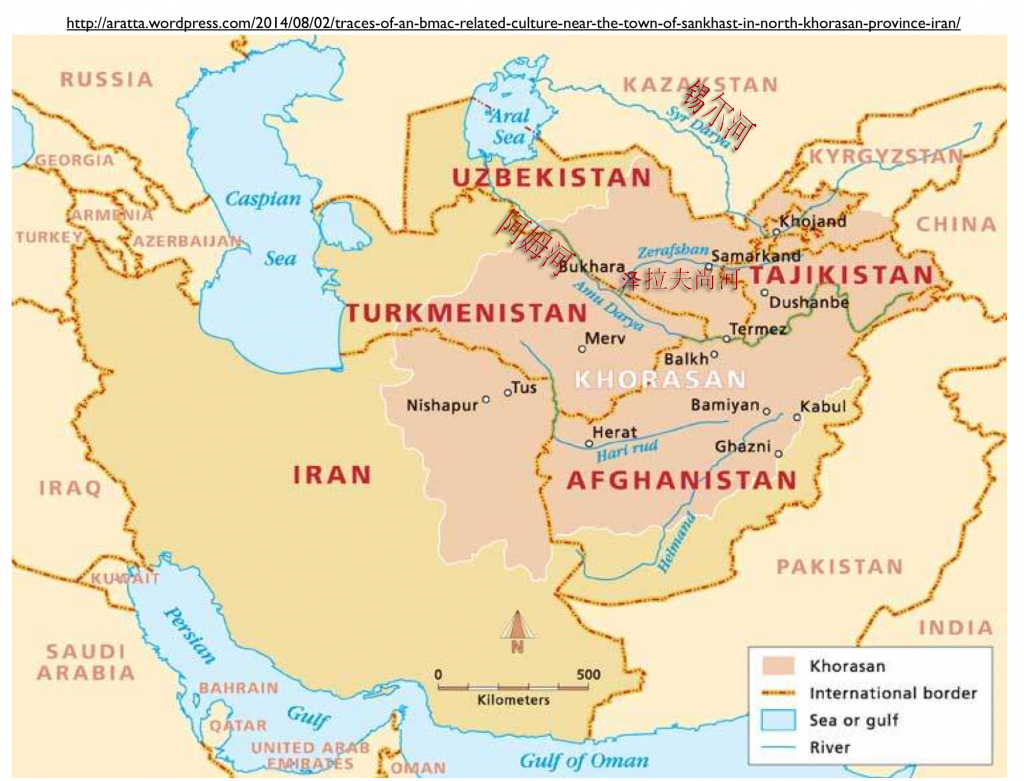 http://aratta.wordpress.com/2014/08/02/traces-of-an-bmac-related-culture-near-the-town-of-sankhast-in-north-khorasan-province-iran/
RUSSIA
KAZAKSTAN
锡尔河
Syr Darya
Aral
Sea
GEORGIA
KYRGYZSTAN
UZBEKISTAN
Caspian
Sea
ARMENIA
TURKEY
AZERBAIJAN
阿姆河
Khojand
CHINA
Zerafshan
Samarkand
Bukhara
泽拉夫尚河
TAJIKISTAN
Amu Darya
Dushanbe
TURKMENISTAN
Termez
Merv
Balkh
KHORASAN
Tus
Nishapur
Bamiyan
Kabul
Herat
Hari rud
Ghazni
IRAN
AFGHANISTAN
IRAQ
Helmand
PAKISTAN
KUWAIT
Persian
Gulf
INDIA
SAUDI
ARABIA
N
0 500
Kilometers
BAHRAIN
QATAR
UNITED ARAB
EMIRATES
OMAN
Gulf of Oman
Khorasan
International border
Sea or gulf
River